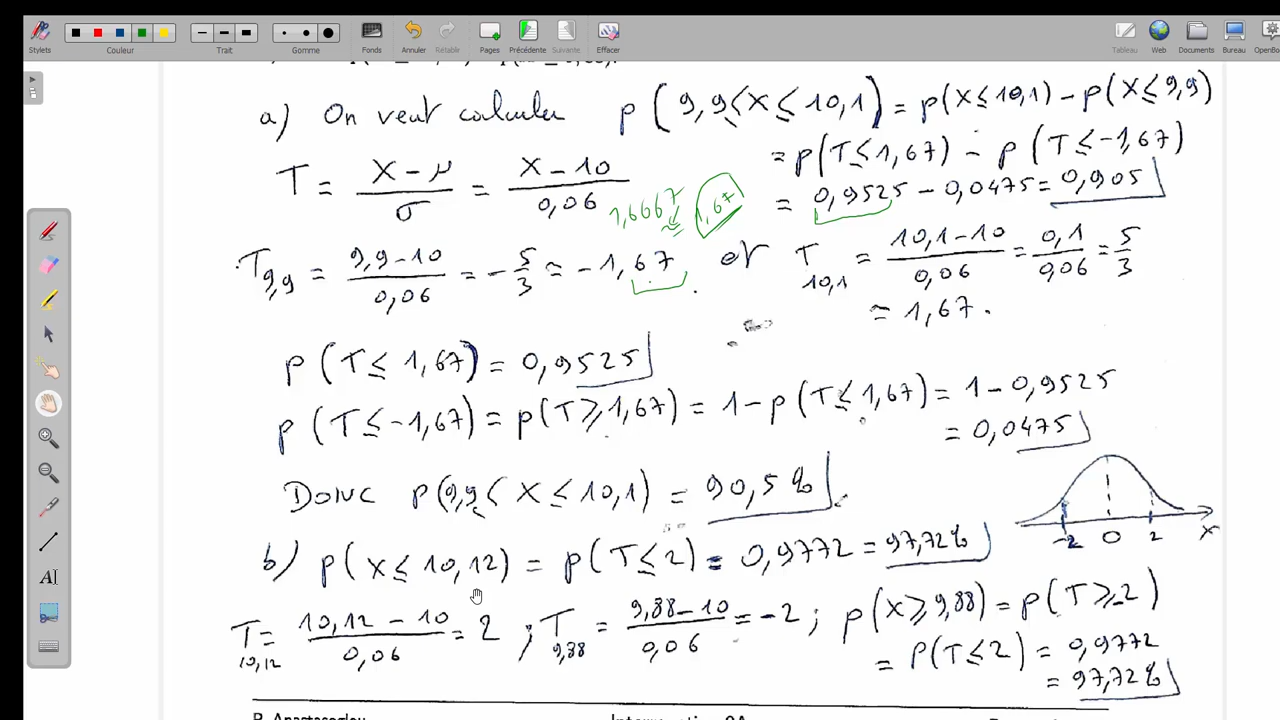 Stylets Couleur Trait Gomme Fonds Annuler Rétablir Pages Précédente Suivante Effacer Tableau Web Documents Bureau OpenBo
a) On veut calculer p(9,9≤X≤10,1) = p(X≤10,1) - p(X≤9,9)
= p(T≤1,67) - p(T≤-1,67)
T = X-μ/σ = X-10/0,06
1,6667 ≃ 1,67
= 0,9525 - 0,0475 = 0,905
T9,9 = 9,9-10/0,06 = -5/3 ≃ -1,67 et T10,1 = 10,1-10/0,06 = 0,1/0,06 = 5/3
≃ 1,67.
p(T≤1,67) = 0,9525
p(T≤-1,67) = p(T≥1,67) = 1-p(T≤1,67) = 1-0,9525
= 0,0475
Donc p(9,9≤X≤10,1) = 90,5%
-2 0 2 X
b) p(X≤10,12) = p(T≤2) = 0,9772 = 97,72%
T10,12 = 10,12-10/0,06 = 2 ; T9,88 = 9,88-10/0,06 = -2 ; p(X≥9,88) = p(T≥-2)
= P(T≤2) = 0,9772
= 97,72%